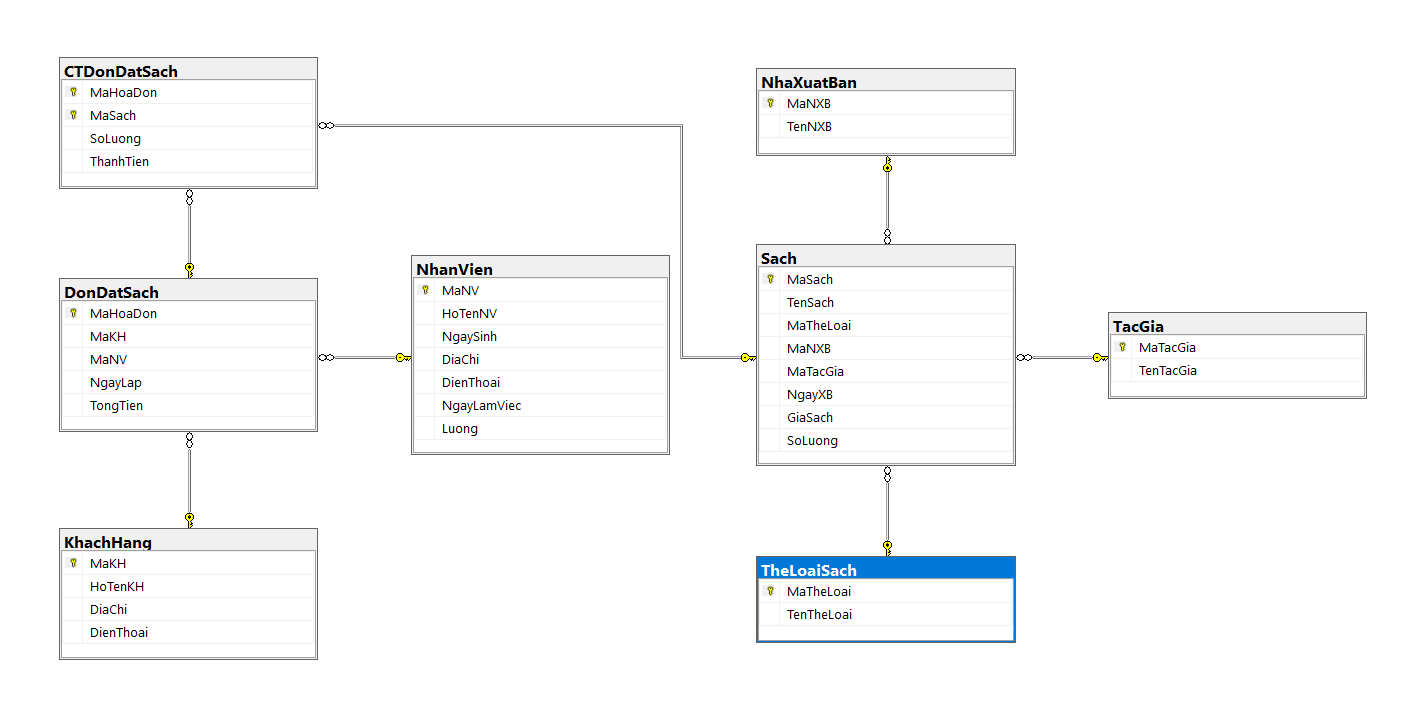 CTDonDatSach
MaHoaDon
MaSach
SoLuong
ThanhTien
DonDatSach
MaHoaDon
MaKH
MaNV
NgayLap
TongTien
KhachHang
MaKH
HoTenKH
DiaChi
DienThoai
NhanVien
MaNV
HoTenNV
NgaySinh
DiaChi
DienThoai
NgayLamViec
Luong
NhaXuatBan
MaNXB
TenNXB
Sach
MaSach
TenSach
MaTheLoai
MaNXB
MaTacGia
NgayXB
GiaSach
SoLuong
TheLoaiSach
MaTheLoai
TenTheLoai
TacGia
MaTacGia
TenTacGia